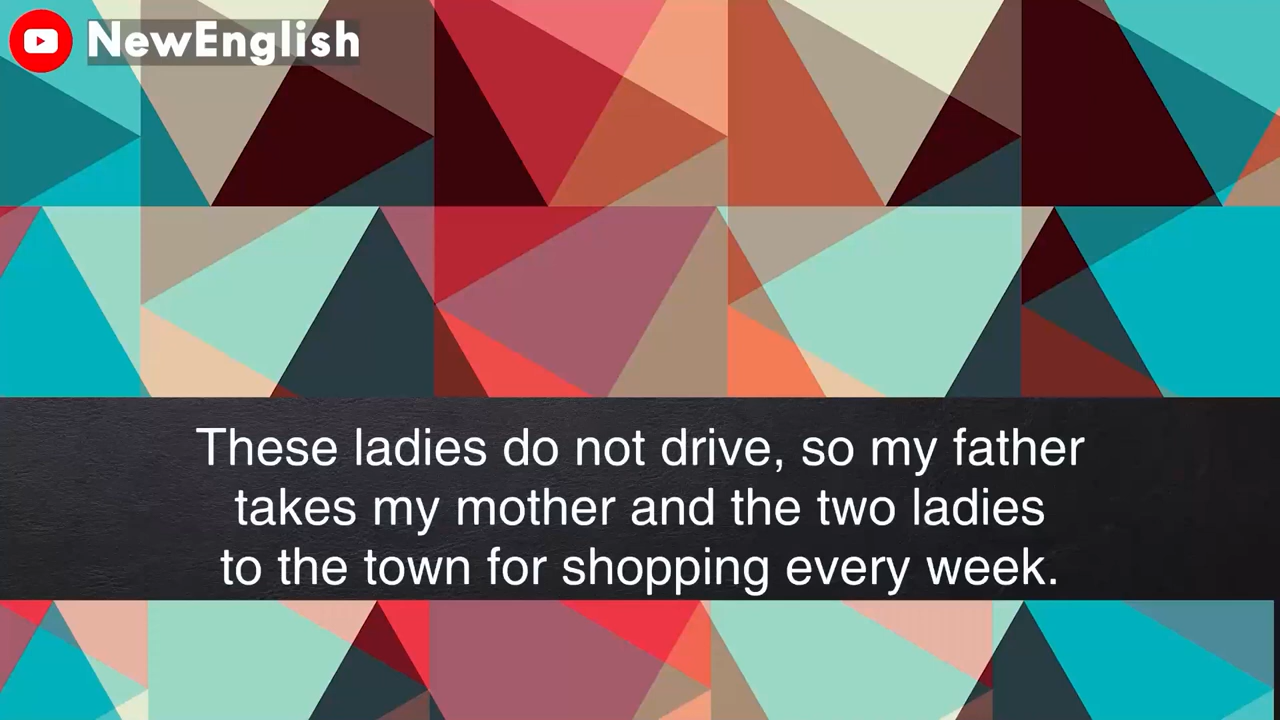 NewEnglish
These ladies do not drive, so my father
takes my mother and the two ladies
to the town for shopping every week.